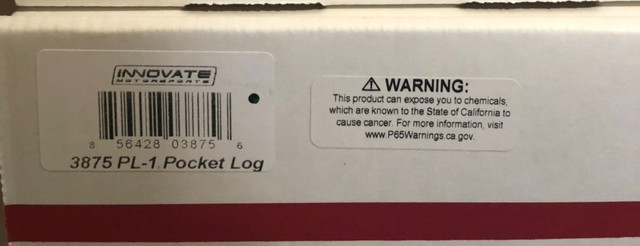 INNOVATE
MOTORSPORTS
8 56428 03875 6
3875 PL-1 Pocket Log
⚠ WARNING:
This product can expose you to chemicals,
which are known to the State of California to
cause cancer. For more information, visit
www.P65Warnings.ca.gov.